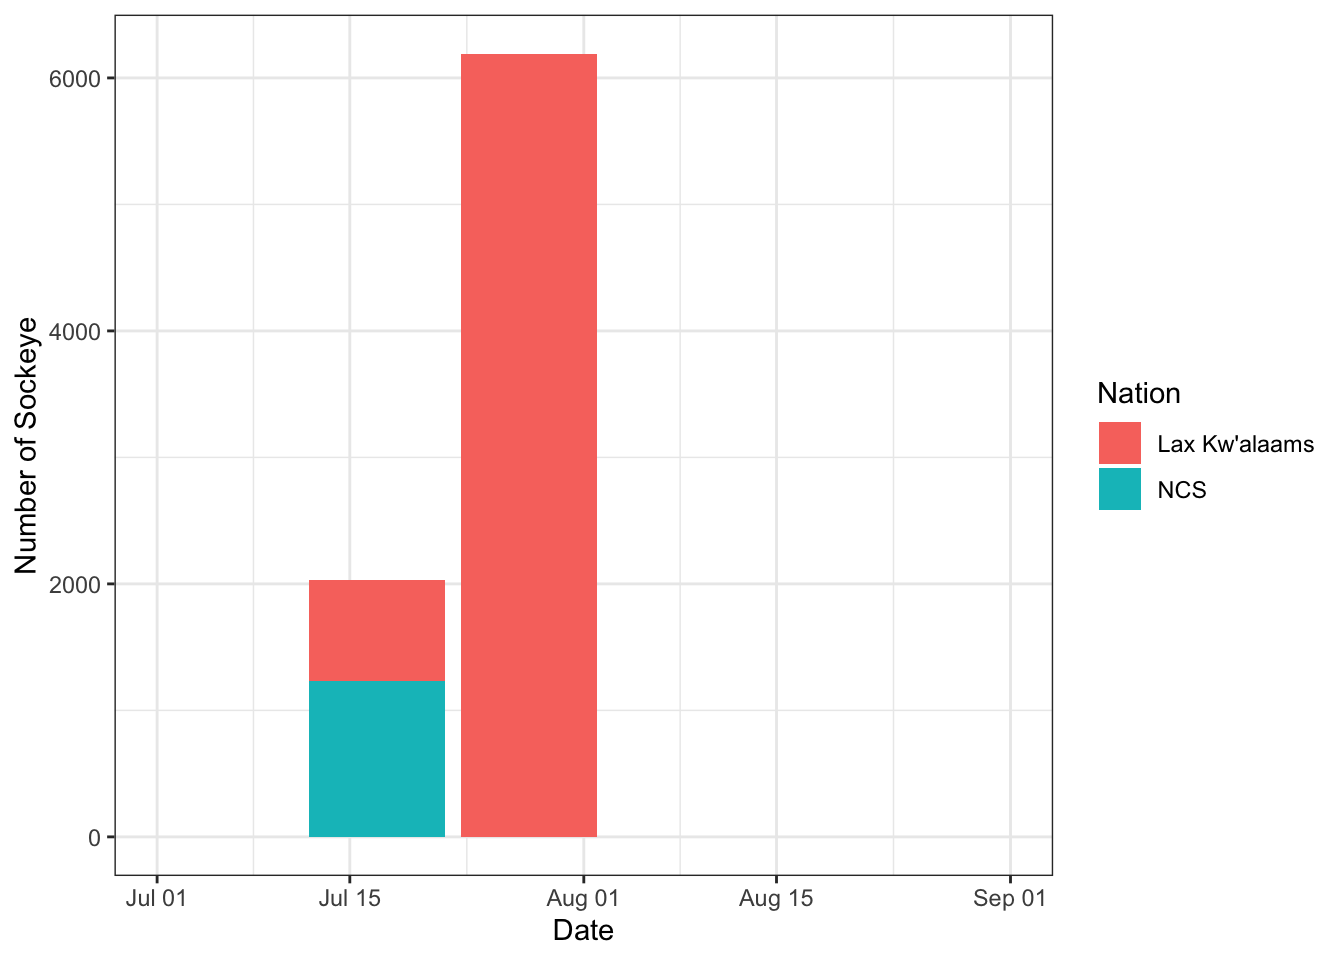 Number of Sockeye
6000
4000
2000
0
Jul 01
Jul 15
Aug 01
Aug 15
Sep 01
Date
Nation
Lax Kw'alaams
NCS